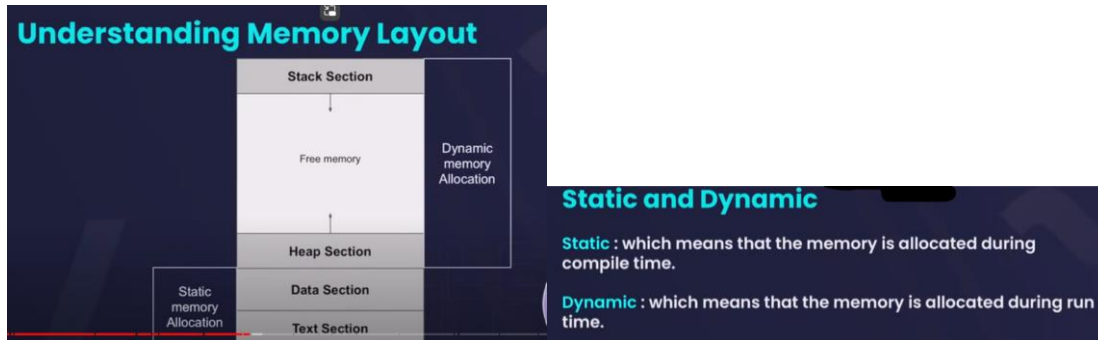 Understanding Memory Layout
Stack Section
Free memory
Dynamic
memory
Allocation
Heap Section
Static
memory
Allocation
Data Section
Text Section
Static and Dynamic
Static : which means that the memory is allocated during
compile time.
Dynamic : which means that the memory is allocated during run
time.